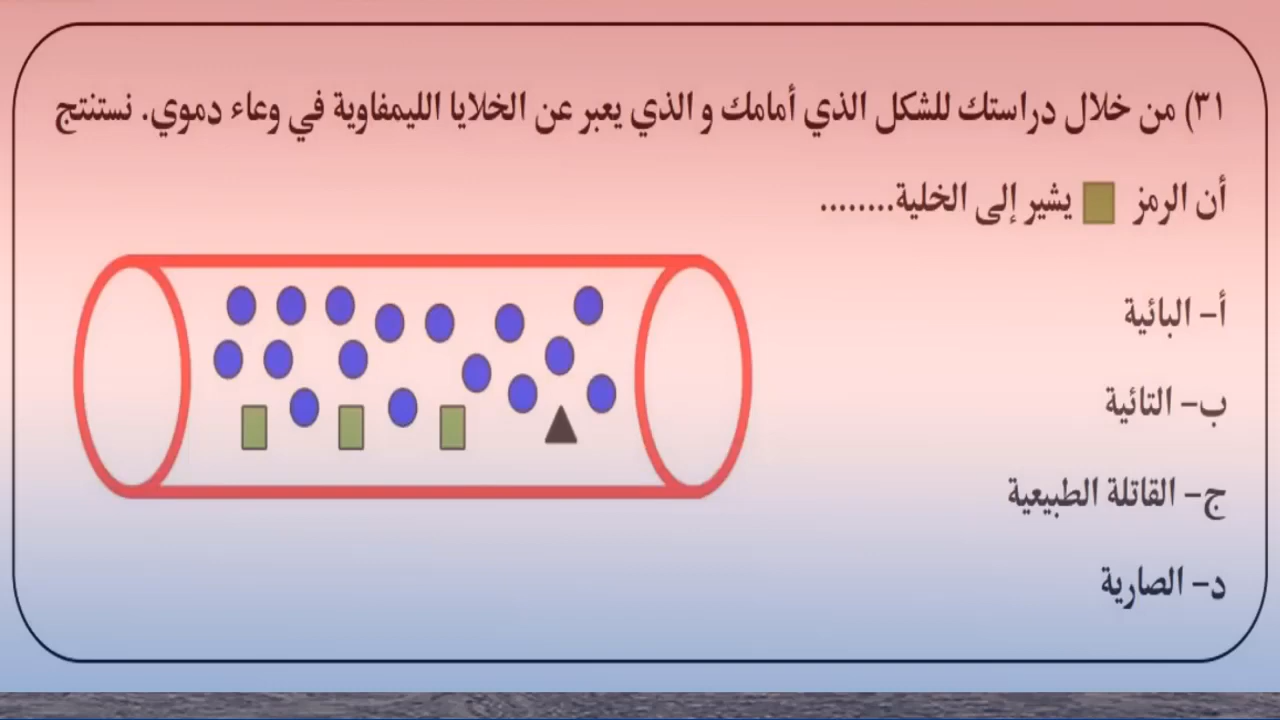 ٣١) من خلال دراستك للشكل الذي أمامك و الذي يعبر عن الخلايا الليمفاوية في وعاء دموي. نستنتج
أن الرمز يشير إلى الخلية........
أ– البائية
ب– التائية
ج– القاتلة الطبيعية
د– الصارية